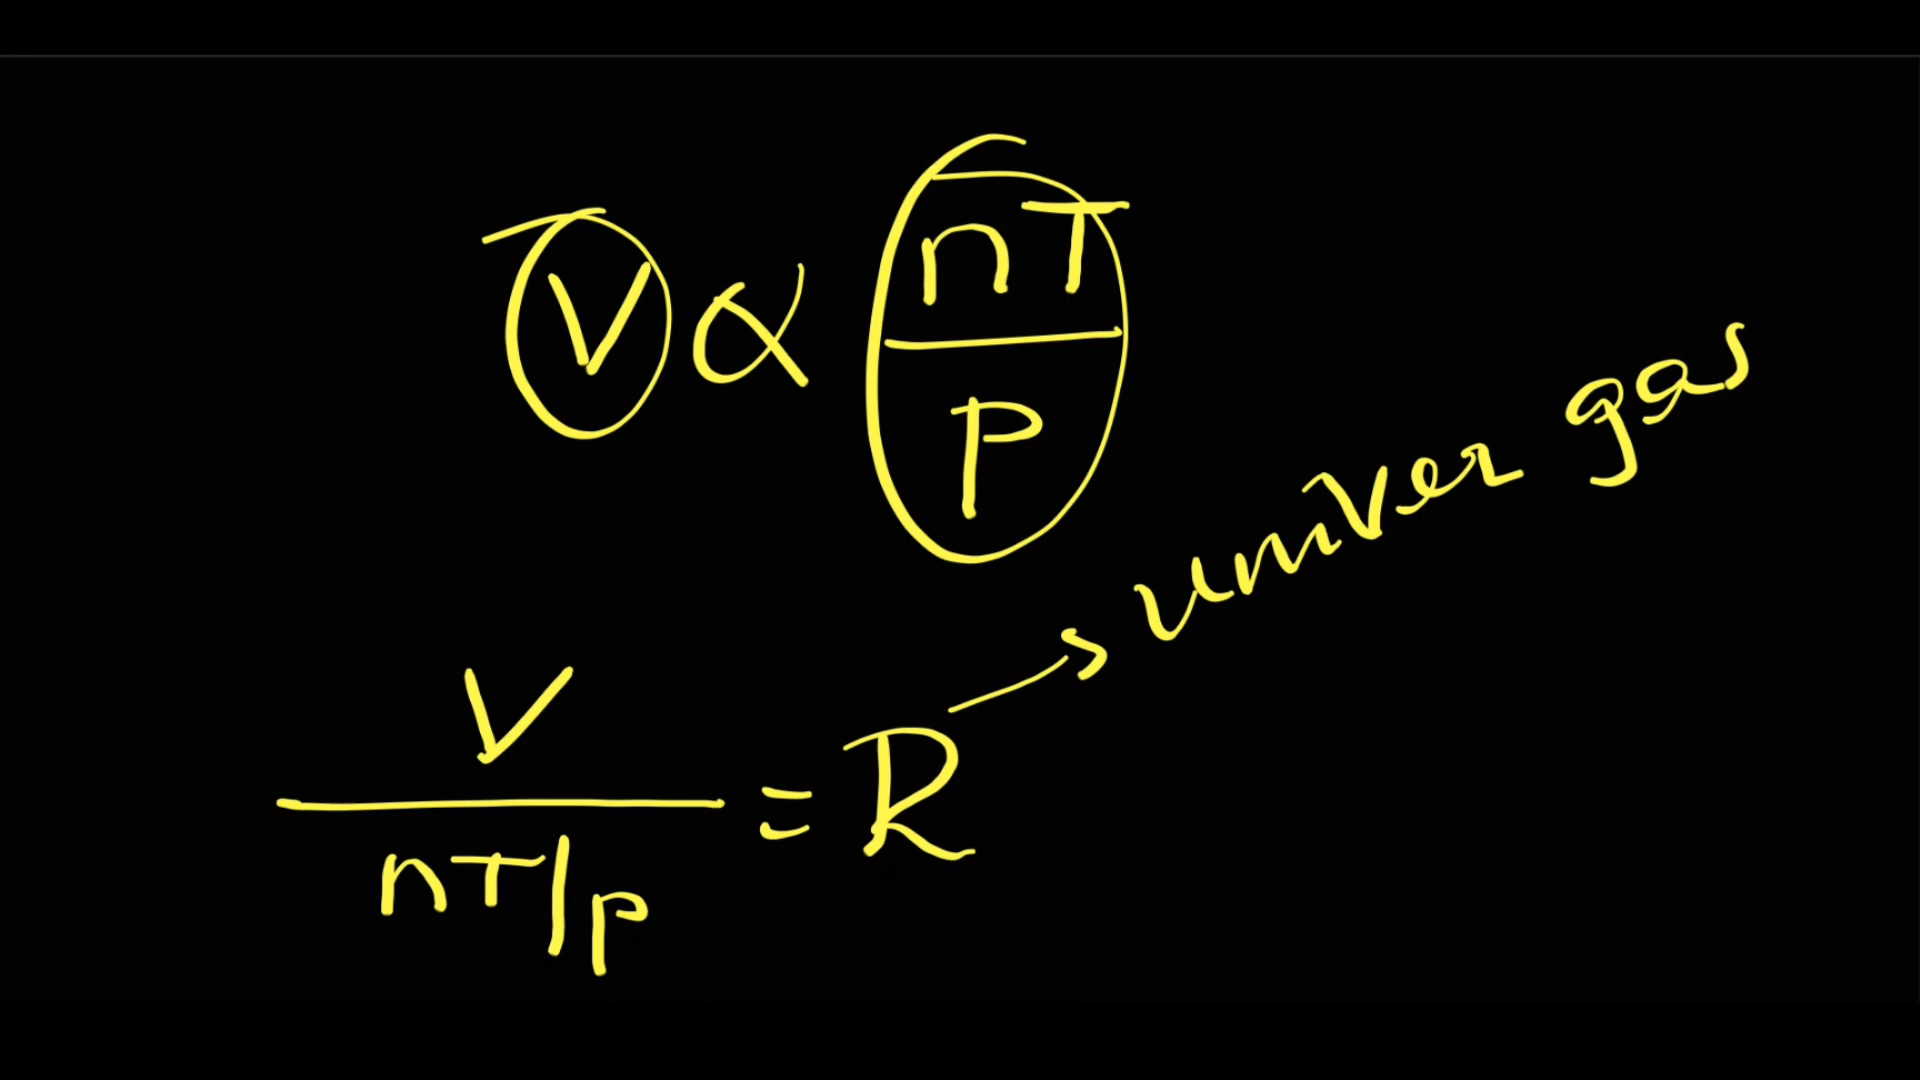 V ∝ nT/P
univer gas
V/(nT/p) = R →